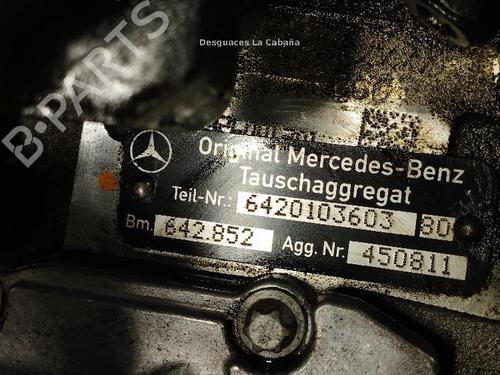 Desguaces La Cabaña
B-PARTS
Original Mercedes-Benz
Tauschaggregat
Teil-Nr.: 6420103603 80
Bm. 642.852 Agg. Nr. 450811